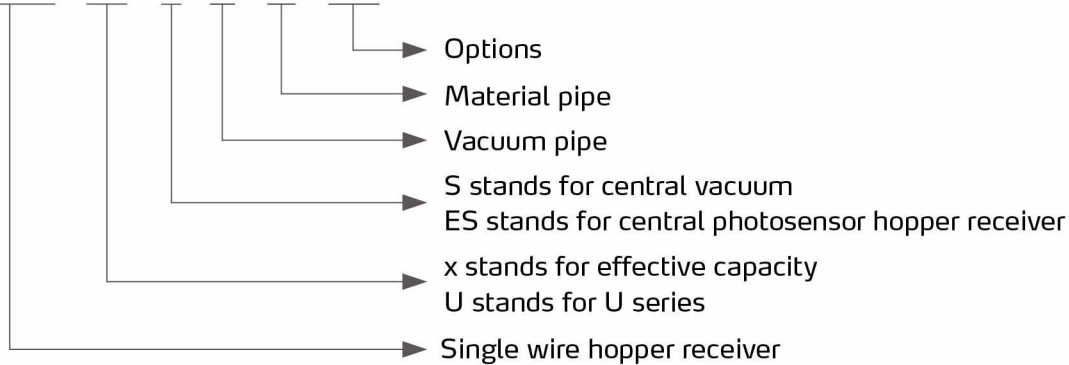 Options
Material pipe
Vacuum pipe
S stands for central vacuum
ES stands for central photosensor hopper receiver
x stands for effective capacity
U stands for U series
Single wire hopper receiver